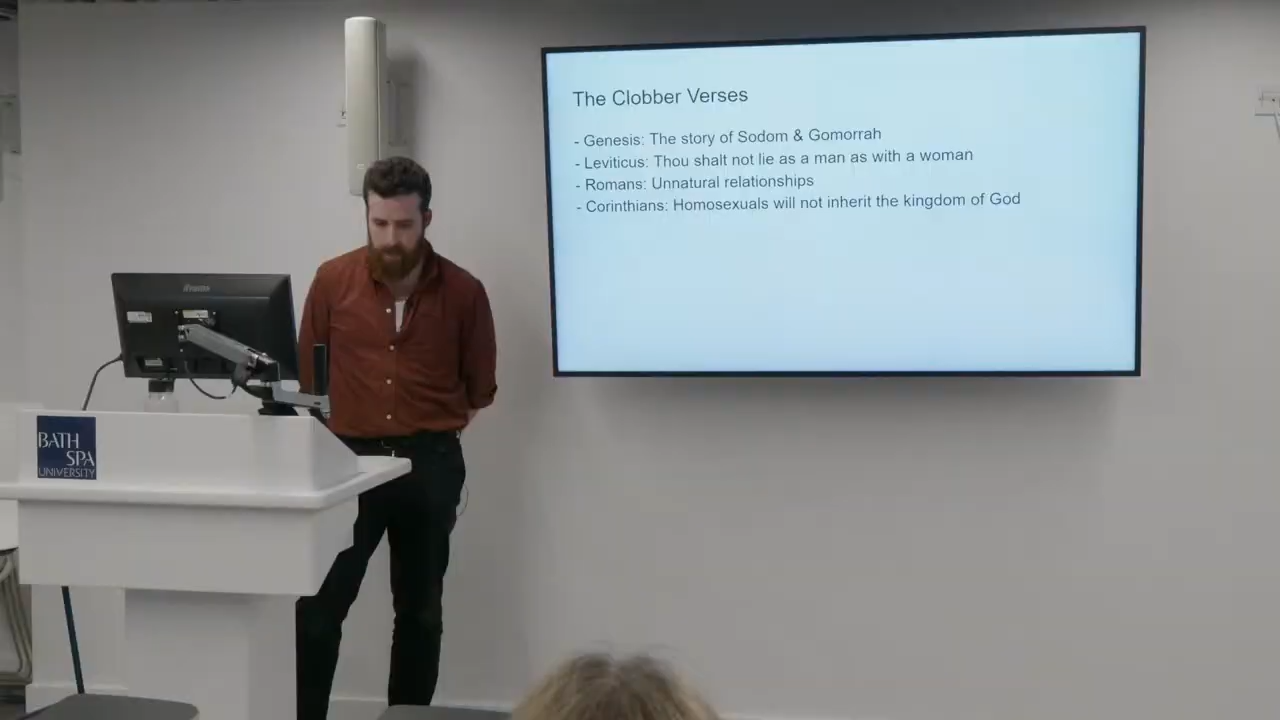 The Clobber Verses
- Genesis: The story of Sodom & Gomorrah
- Leviticus: Thou shalt not lie as a man as with a woman
- Romans: Unnatural relationships
- Corinthians: Homosexuals will not inherit the kingdom of God
iiyama
BATH
SPA
UNIVERSITY